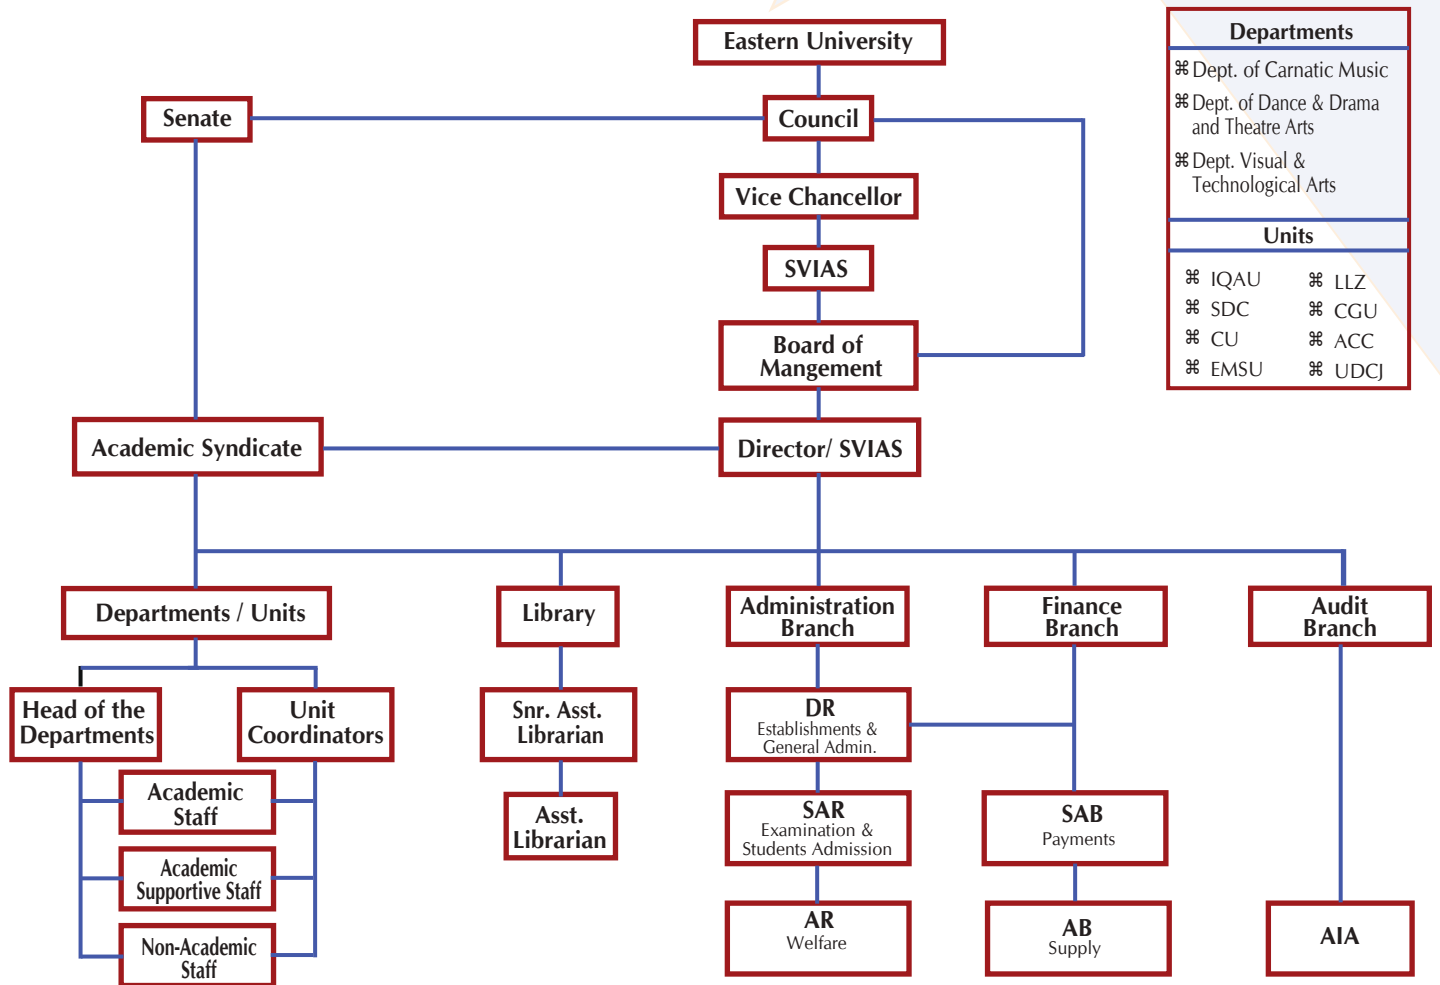 Eastern University
Senate
Council
Vice Chancellor
SVIAS
Board of
Mangement
Academic Syndicate
Director/ SVIAS
Departments / Units
Library
Administration
Branch
Finance
Branch
Audit
Branch
Head of the
Departments
Unit
Coordinators
Snr. Asst.
Librarian
DR
Establishments &
General Admin.
Academic
Staff
Asst.
Librarian
SAR
Examination &
Students Admission
SAB
Payments
Academic
Supportive Staff
Non-Academic
Staff
AR
Welfare
AB
Supply
AIA
Departments
⌘ Dept. of Carnatic Music
⌘ Dept. of Dance & Drama
and Theatre Arts
⌘ Dept. Visual &
Technological Arts
Units
⌘ IQAU
⌘ SDC
⌘ CU
⌘ EMSU
⌘ LLZ
⌘ CGU
⌘ ACC
⌘ UDCJ